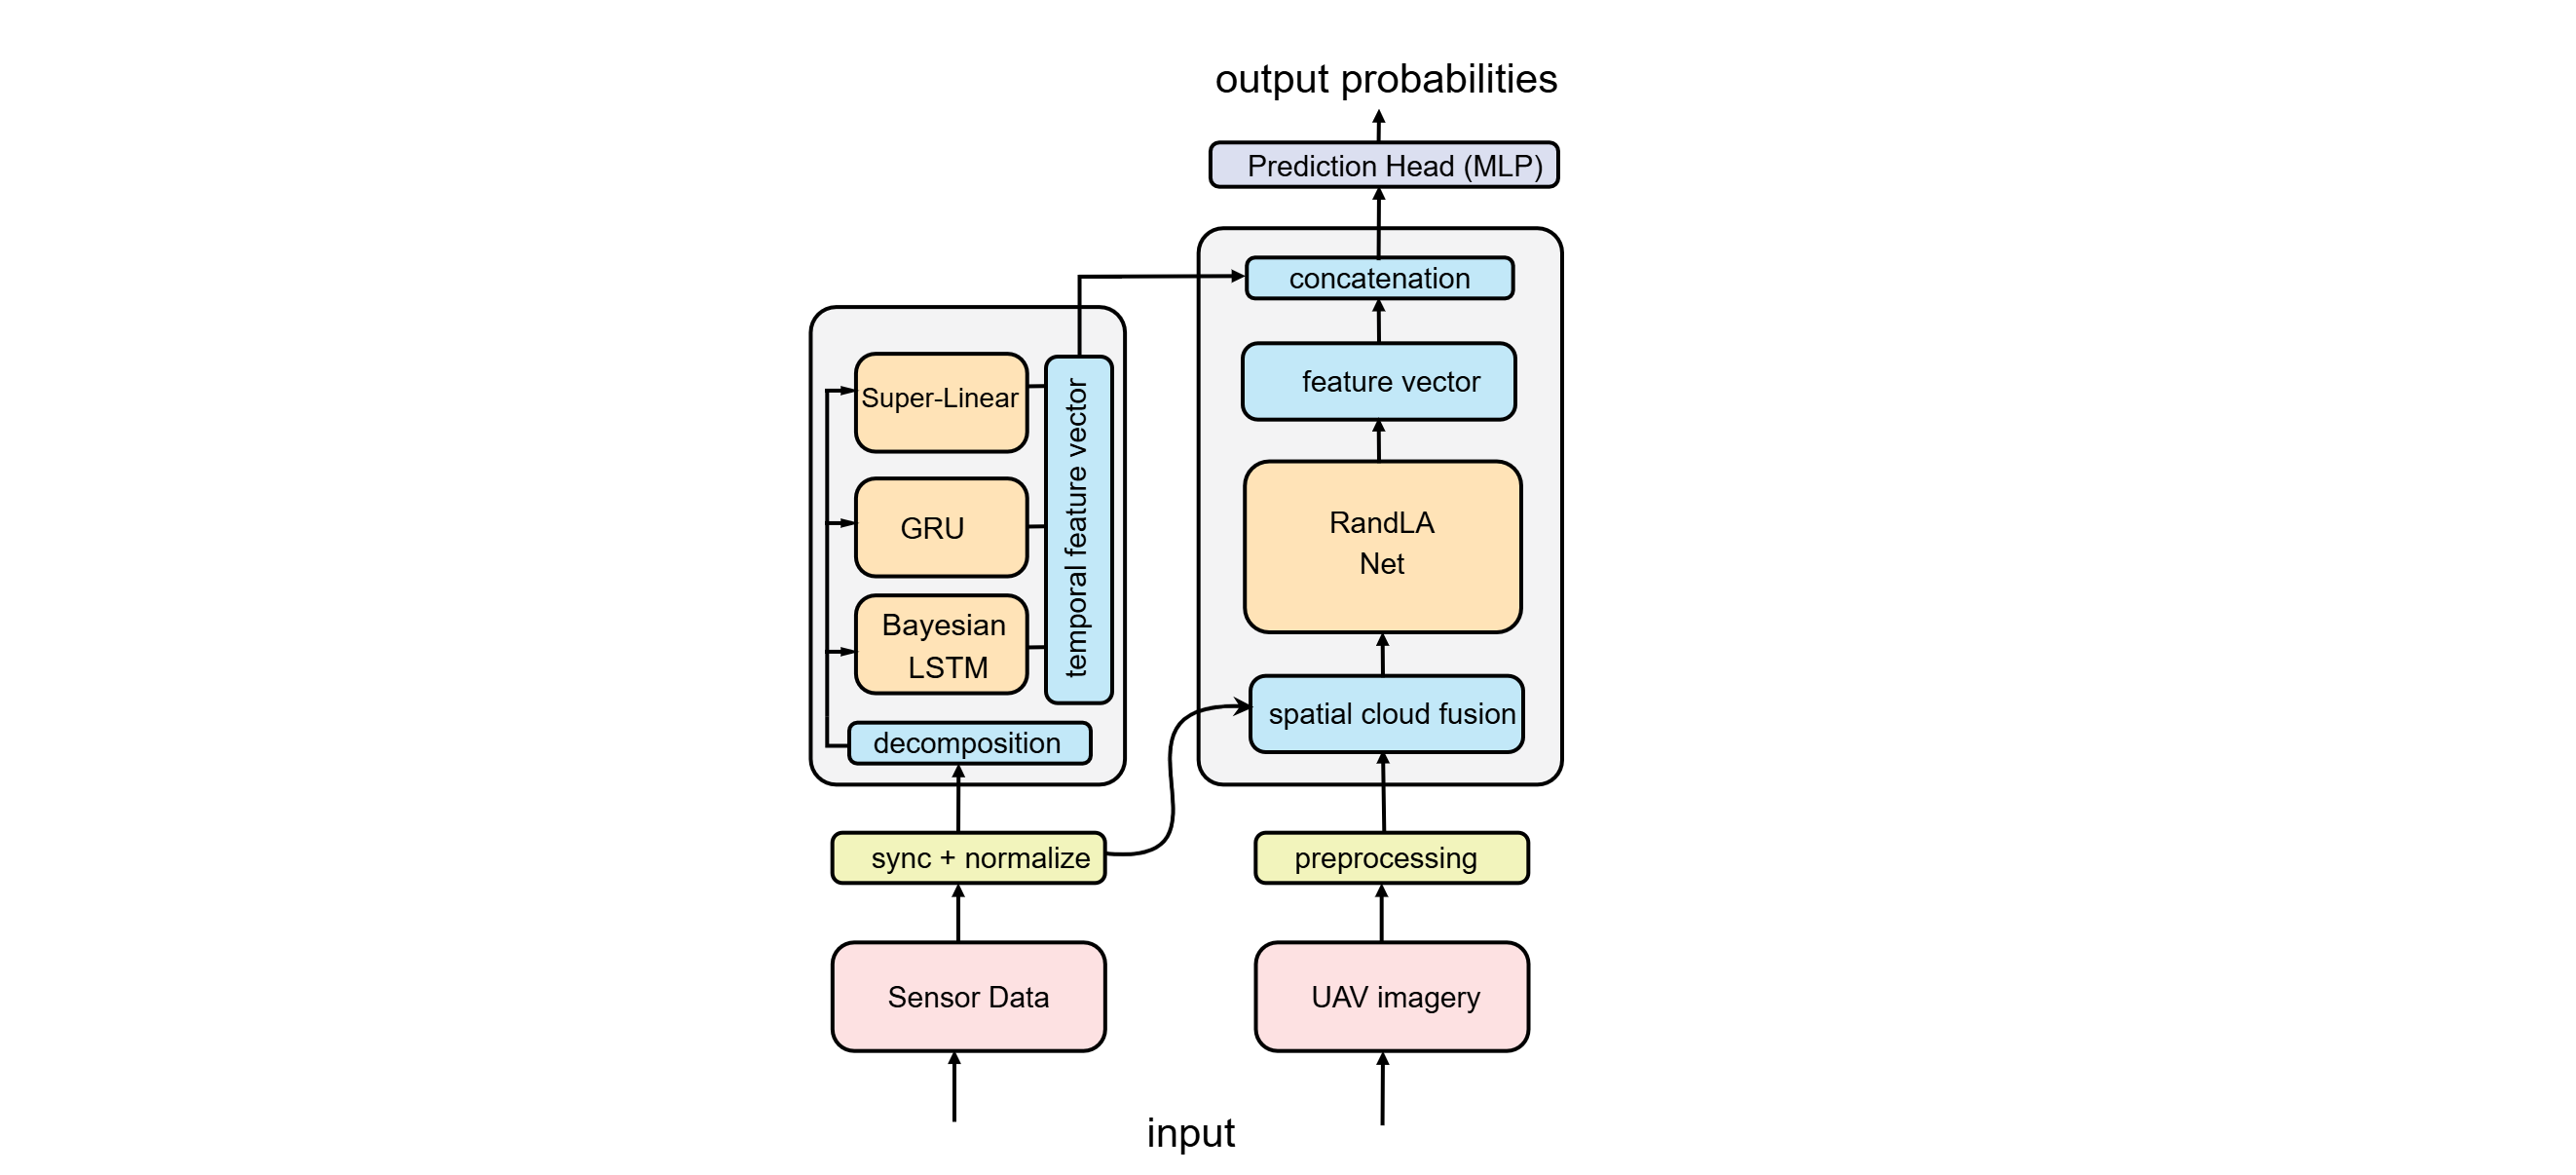 output probabilities
Prediction Head (MLP)
concatenation
feature vector
RandLA
Net
spatial cloud fusion
Super-Linear
GRU
Bayesian
LSTM
temporal feature vector
decomposition
sync + normalize
preprocessing
Sensor Data
UAV imagery
input